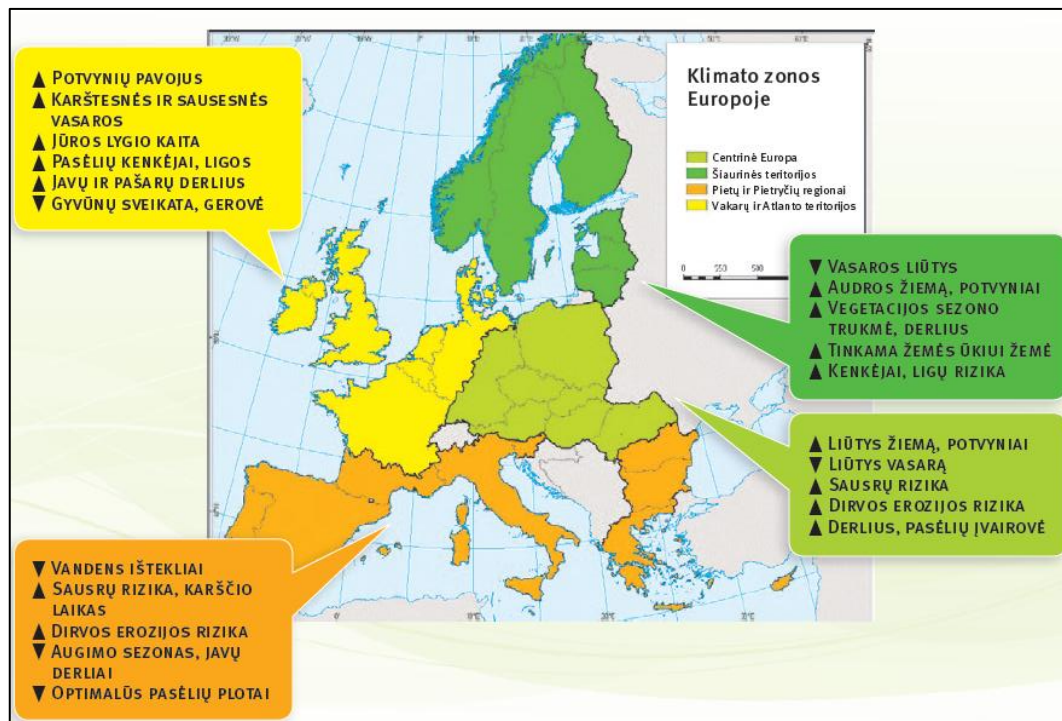 ▲ POTVYNIŲ PAVOJUS
▲ KARŠTESNĖS IR SAUSESNĖS
VASAROS
▲ JŪROS LYGIO KAITA
▲ PASĖLIŲ KENKĖJAI, LIGOS
▲ JAVŲ IR PAŠARŲ DERLIUS
▼ GYVŪNŲ SVEIKATA, GEROVĖ
Klimato zonos
Europoje
Centrinė Europa
Šiaurinės teritorijos
Pietų ir Pietryčių regionai
Vakarų ir Atlanto teritorijos
▼ VASAROS LIŪTYS
▲ AUDROS ŽIEMĄ, POTVYNIAI
▲ VEGETACIJOS SEZONO
TRUKMĖ, DERLIUS
▲ TINKAMA ŽEMĖS ŪKIUI ŽEMĖ
▲ KENKĖJAI, LIGŲ RIZIKA
▲ LIŪTYS ŽIEMĄ, POTVYNIAI
▼ LIŪTYS VASARĄ
▲ SAUSRŲ RIZIKA
▲ DIRVOS EROZIJOS RIZIKA
▲ DERLIUS, PASĖLIŲ ĮVAIROVĖ
▼ VANDENS IŠTEKLIAI
▲ SAUSRŲ RIZIKA, KARŠČIO
LAIKAS
▲ DIRVOS EROZIJOS RIZIKA
▼ AUGIMO SEZONAS, JAVŲ
DERLIAI
▼ OPTIMALŪS PASĖLIŲ PLOTAI